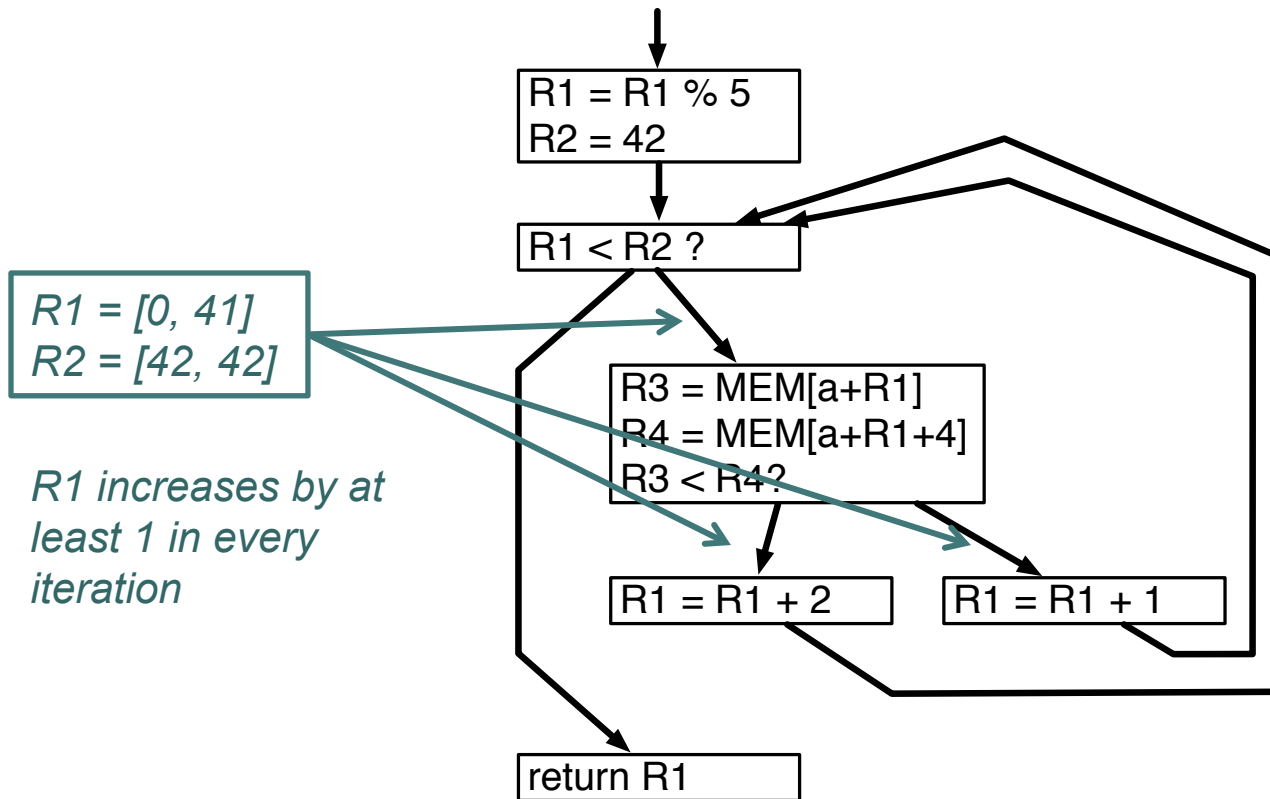 R1 = R1 % 5
R2 = 42
R1 < R2 ?
R1 = [0, 41]
R2 = [42, 42]
R3 = MEM[a+R1]
R4 = MEM[a+R1+4]
R3 < R4?
R1 increases by at
least 1 in every
iteration
R1 = R1 + 2
R1 = R1 + 1
return R1